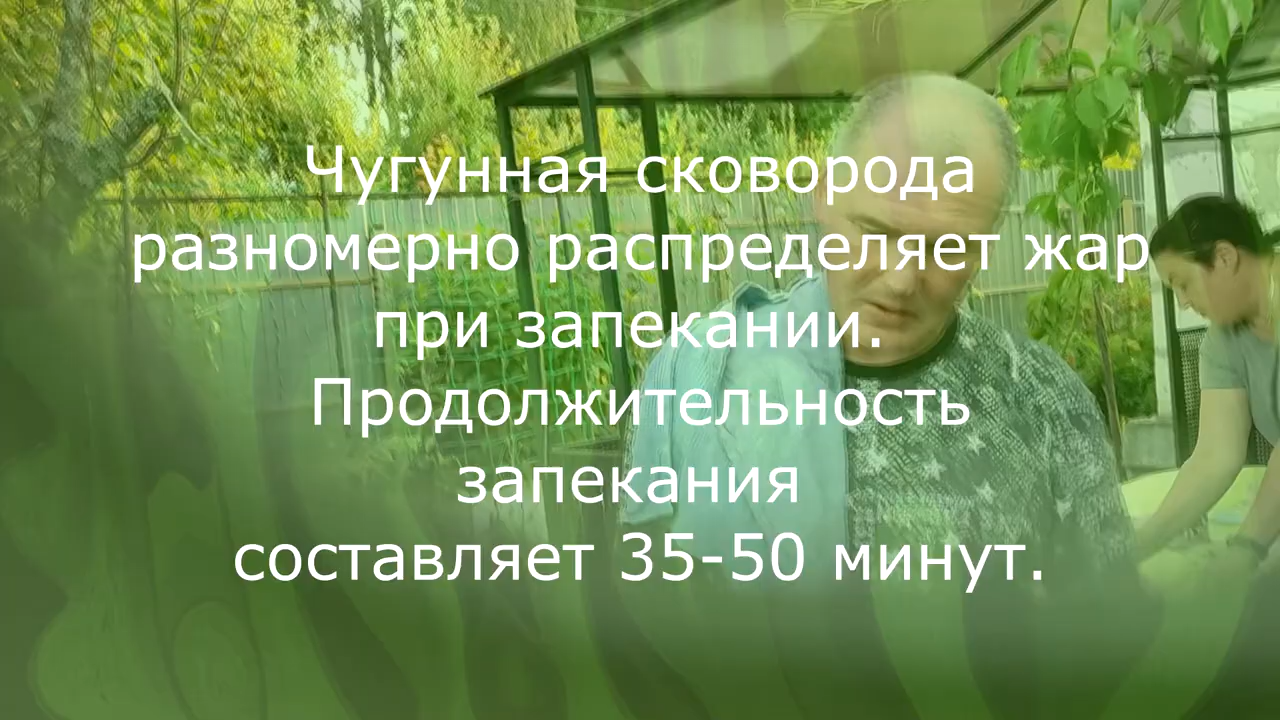 Чугунная сковорода
разномерно распределяет жар
при запекании.
Продолжительность
запекания
составляет 35-50 минут.